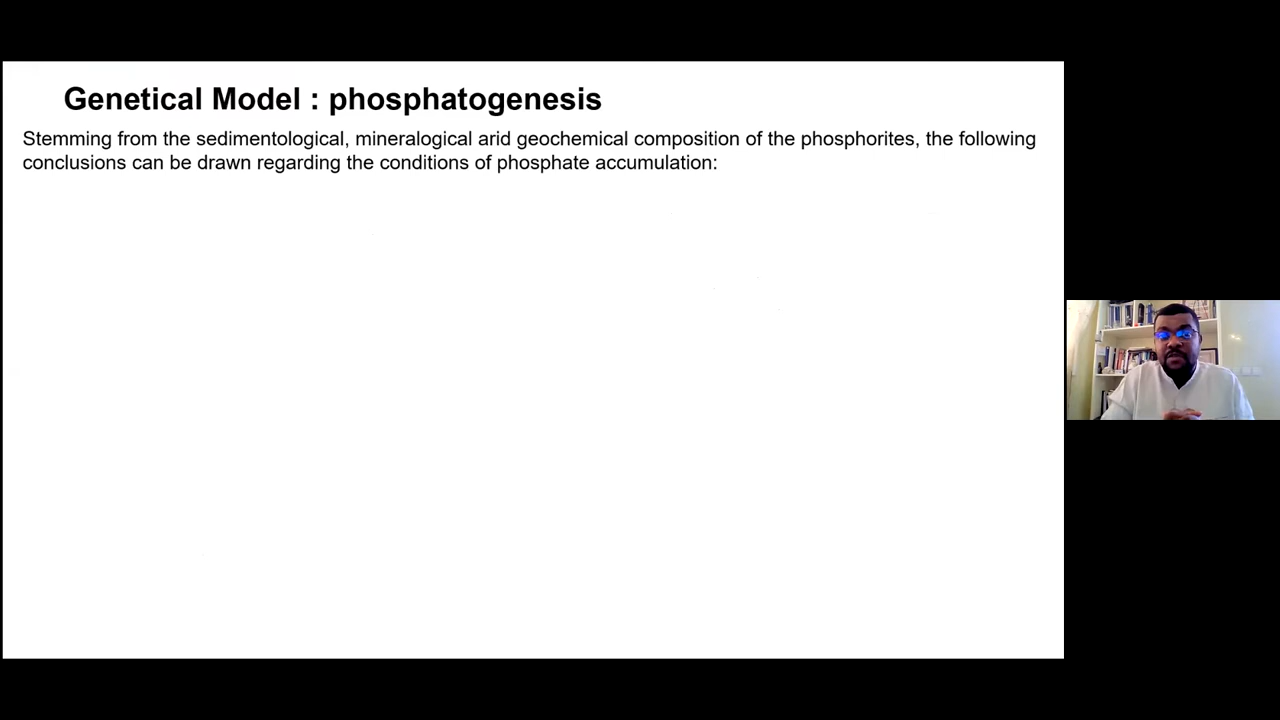 Genetical Model : phosphatogenesis
Stemming from the sedimentological, mineralogical arid geochemical composition of the phosphorites, the following
conclusions can be drawn regarding the conditions of phosphate accumulation: